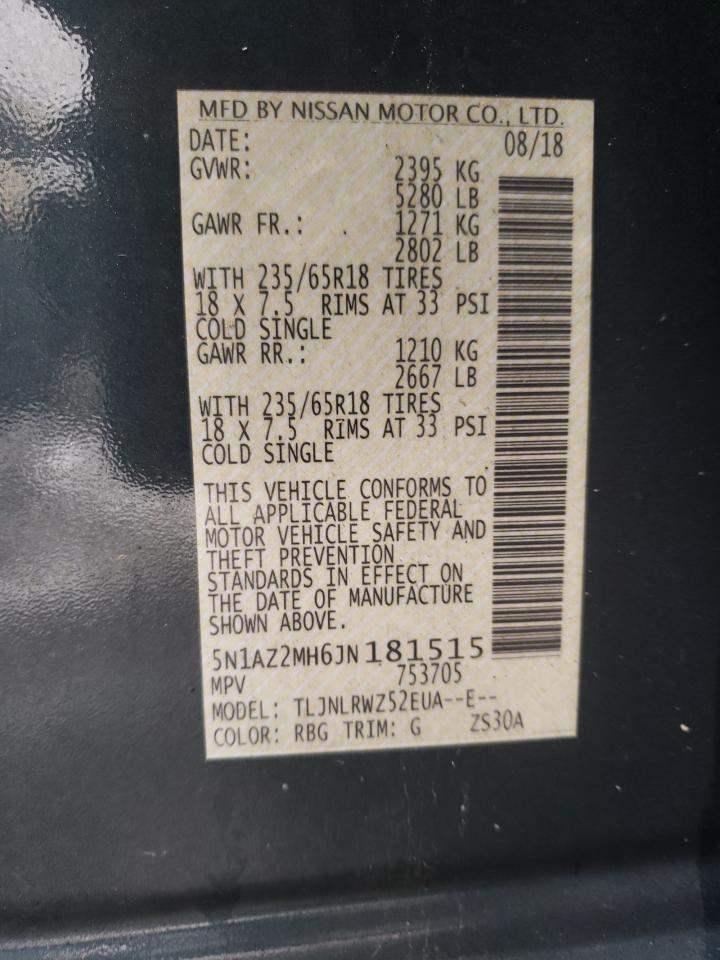 MFD BY NISSAN MOTOR CO., LTD.
DATE: 08/18
GVWR: 2395 KG
5280 LB
GAWR FR.: 1271 KG
2802 LB
WITH 235/65R18 TIRES
18 X 7.5 RIMS AT 33 PSI
COLD SINGLE
GAWR RR.: 1210 KG
2667 LB
WITH 235/65R18 TIRES
18 X 7.5 RIMS AT 33 PSI
COLD SINGLE
THIS VEHICLE CONFORMS TO
ALL APPLICABLE FEDERAL
MOTOR VEHICLE SAFETY AND
THEFT PREVENTION
STANDARDS IN EFFECT ON
THE DATE OF MANUFACTURE
SHOWN ABOVE.
5N1AZ2MH6JN181515
MPV 753705
MODEL: TLJNLRWZ52EUA--E--
COLOR: RBG TRIM: G ZS30A